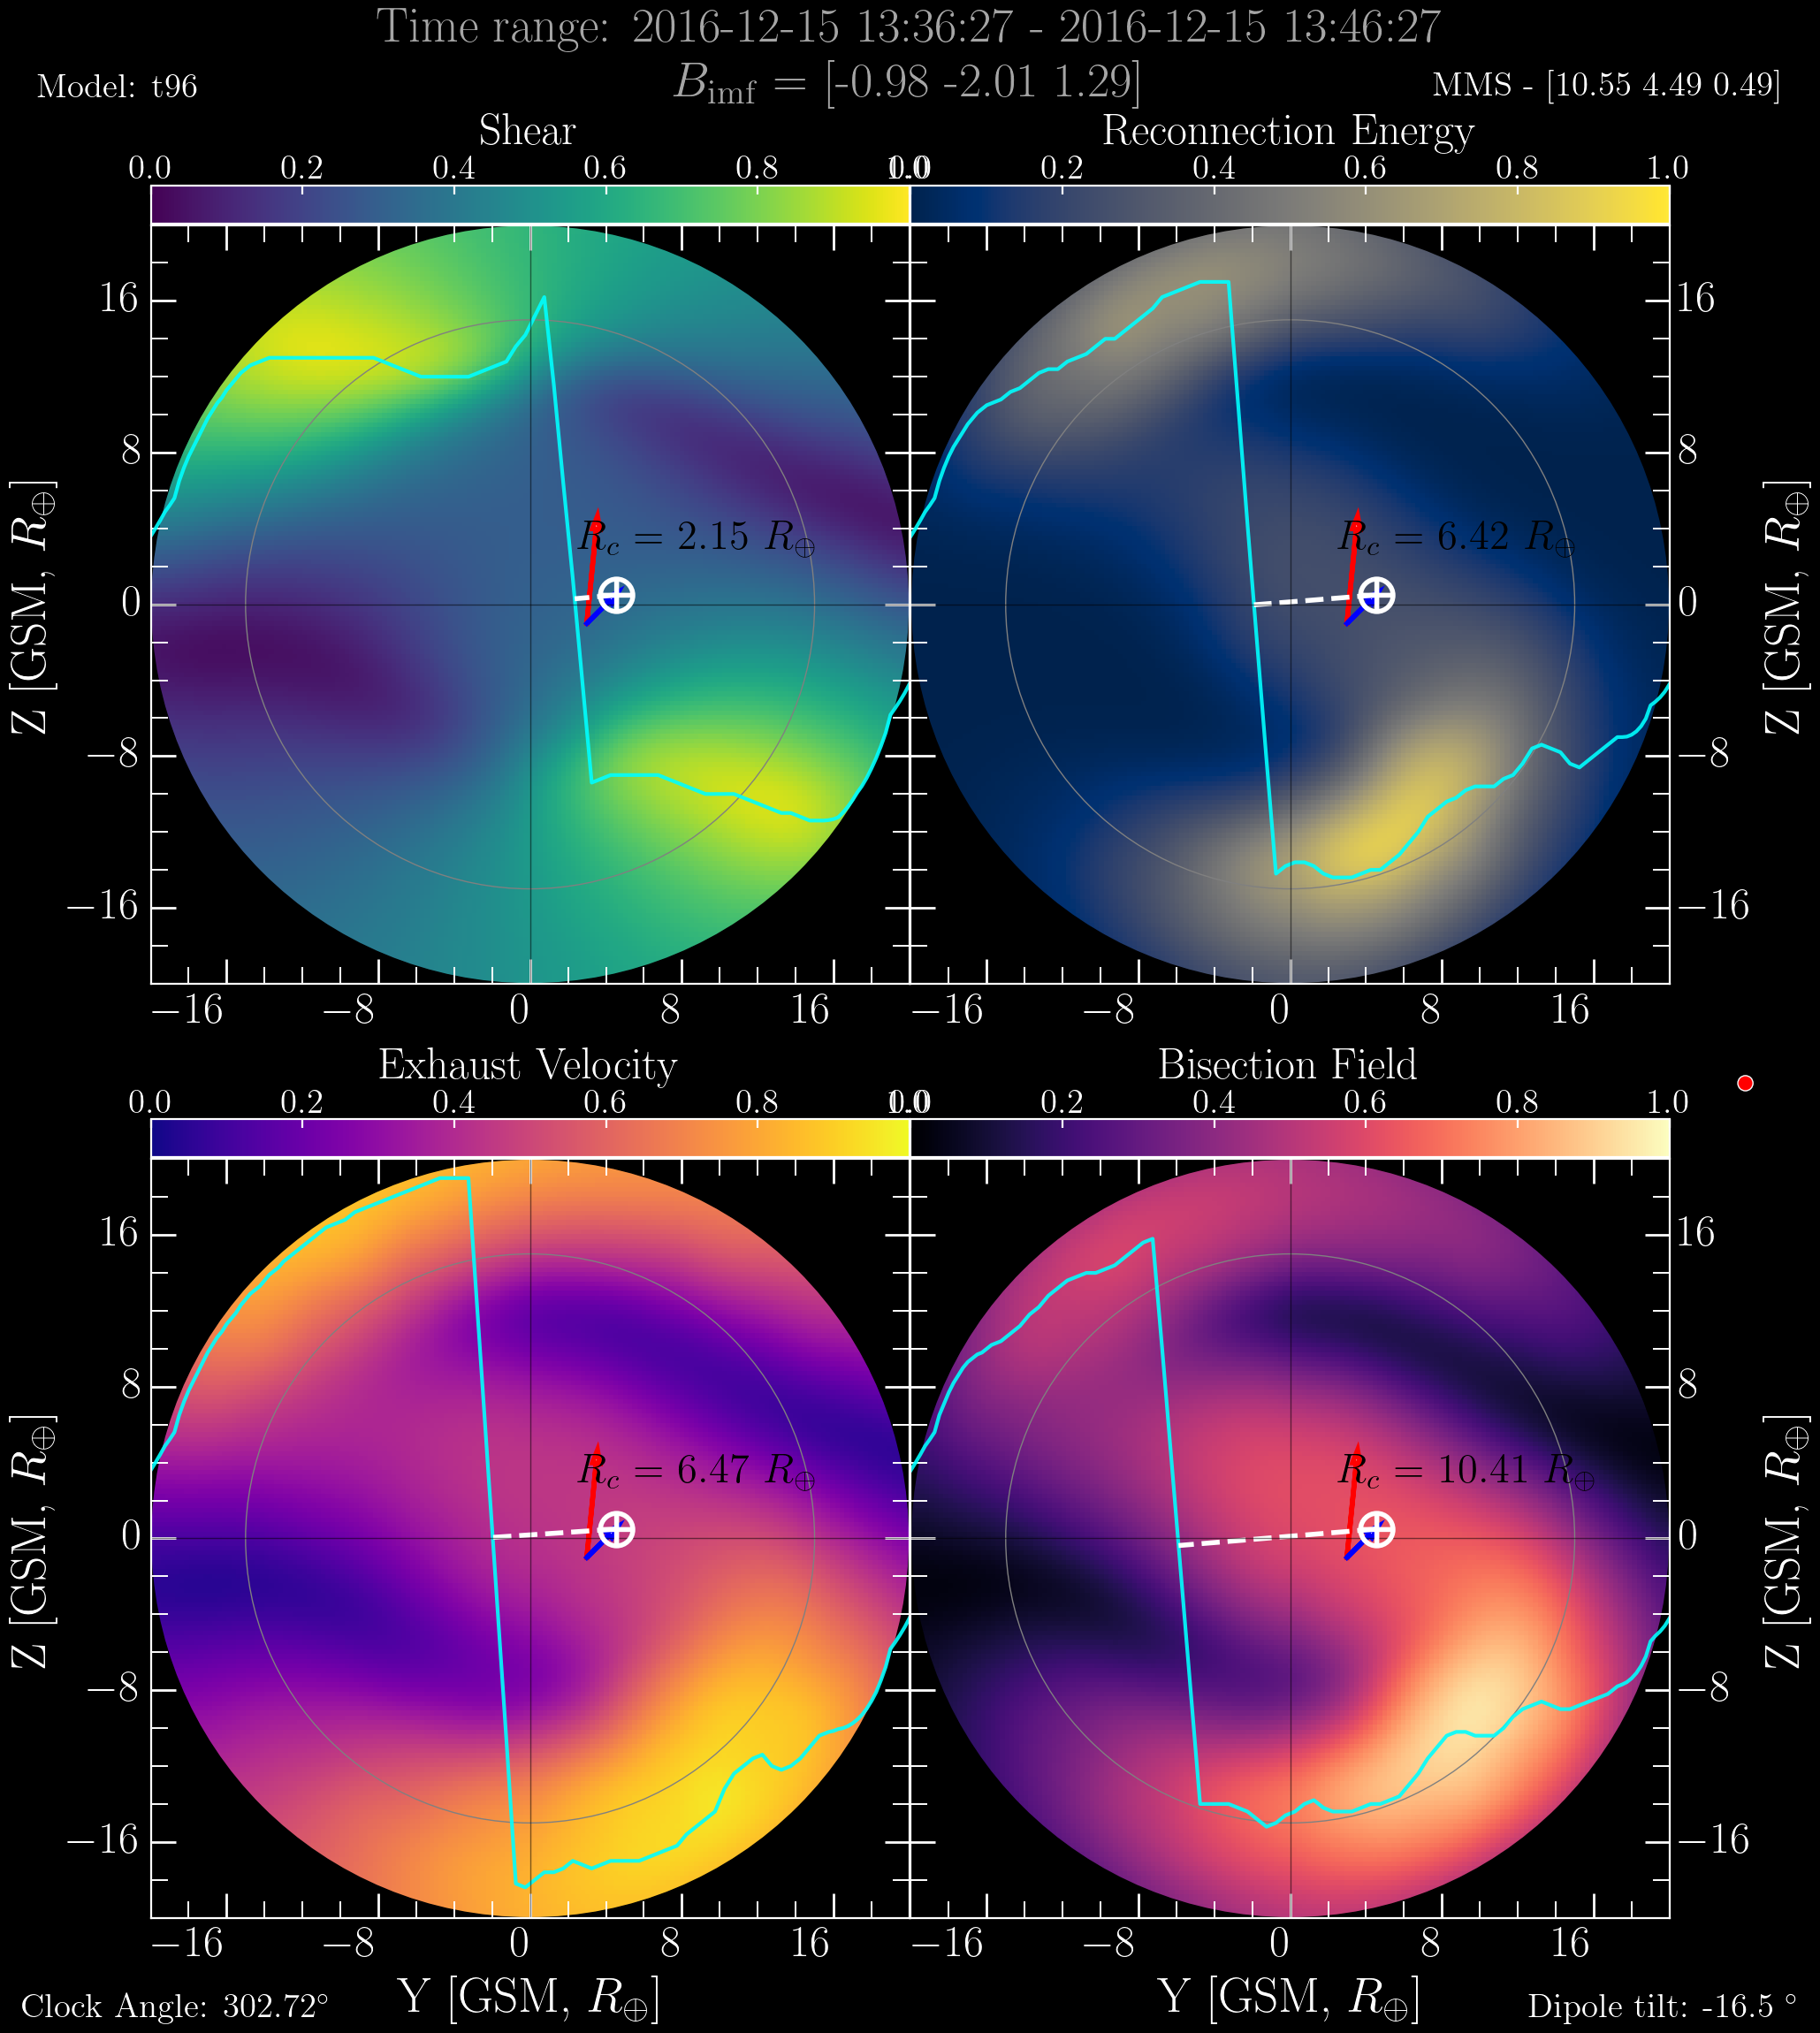 Time range: 2016-12-15 13:36:27 - 2016-12-15 13:46:27
Model: t96
B_imf = [-0.98 -2.01 1.29]
MMS - [10.55 4.49 0.49]
Shear
Reconnection Energy
0.0 0.2 0.4 0.6 0.8 1.0
0.0 0.2 0.4 0.6 0.8 1.0
Z [GSM, R⊕]
16
8
0
−8
−16
R_c = 2.15 R⊕
R_c = 6.42 R⊕
16
8
0
−8
−16
Z [GSM, R⊕]
−16 −8 0 8 16
−16 −8 0 8 16
Exhaust Velocity
Bisection Field
0.0 0.2 0.4 0.6 0.8 1.0
0.0 0.2 0.4 0.6 0.8 1.0
Z [GSM, R⊕]
16
8
0
−8
−16
R_c = 6.47 R⊕
R_c = 10.41 R⊕
16
8
0
−8
−16
Z [GSM, R⊕]
−16 −8 0 8 16
−16 −8 0 8 16
Y [GSM, R⊕]
Y [GSM, R⊕]
Clock Angle: 302.72°
Dipole tilt: -16.5 °